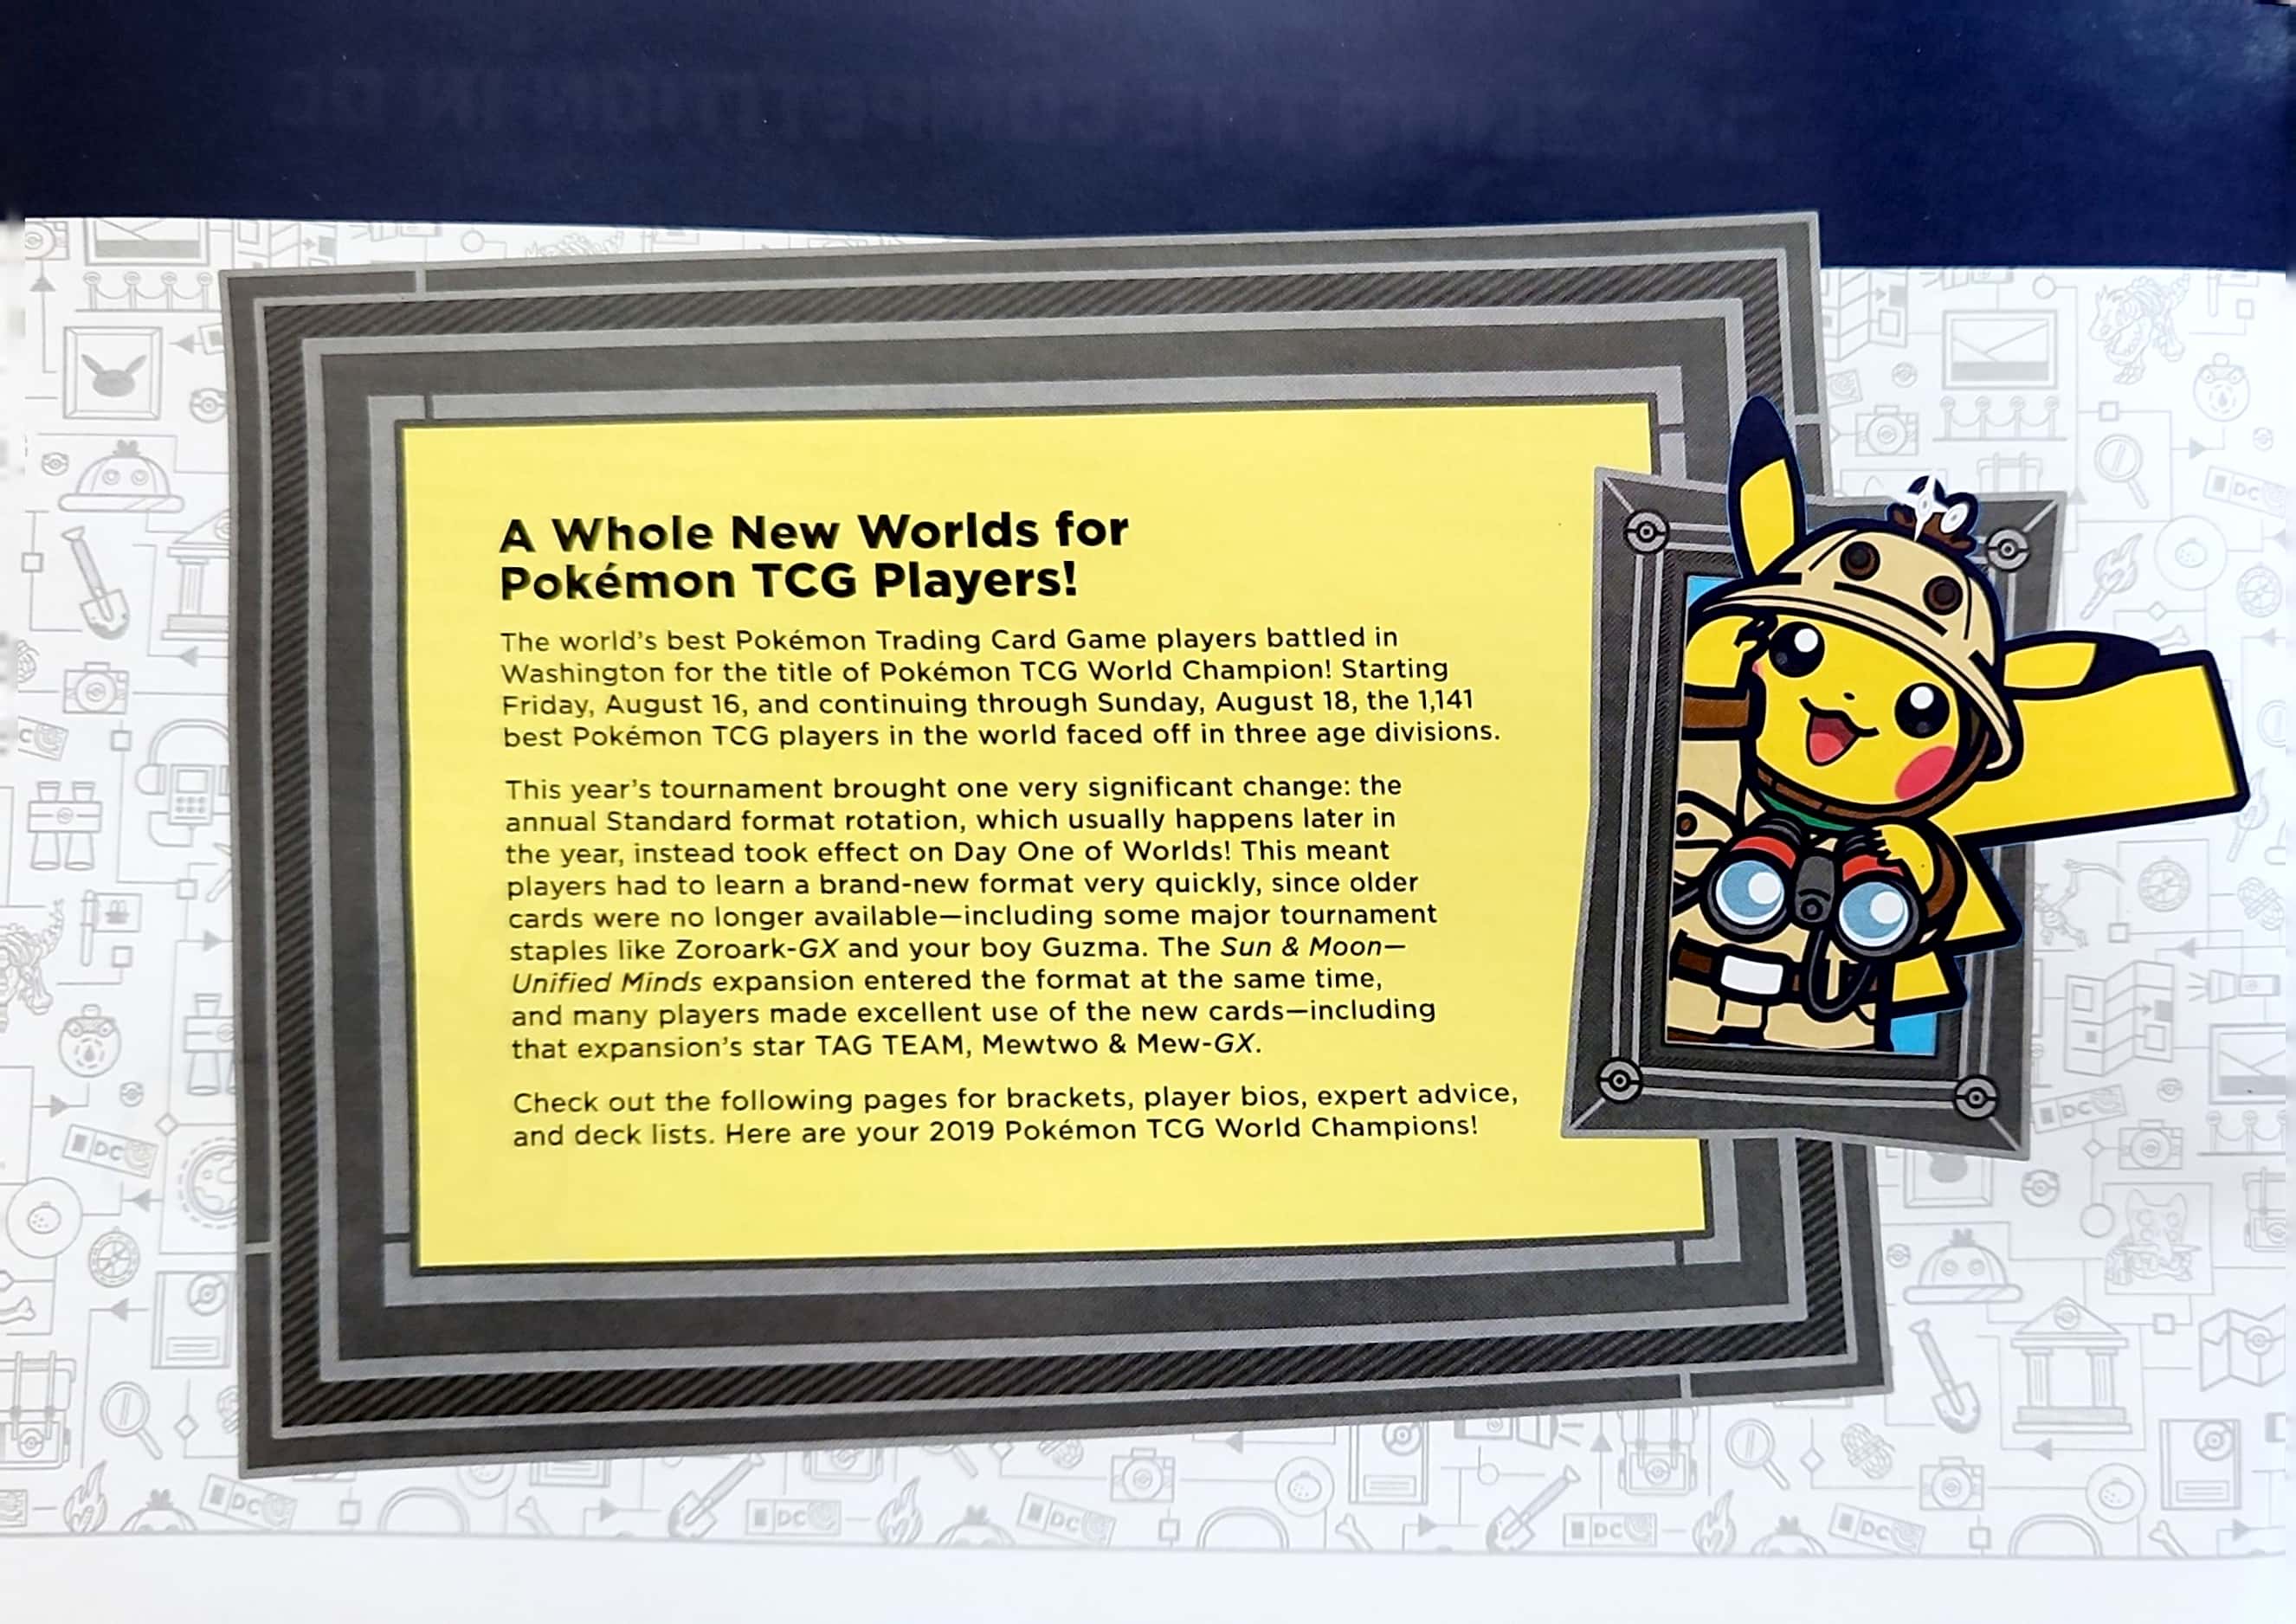 A Whole New Worlds for
Pokémon TCG Players!
The world's best Pokémon Trading Card Game players battled in
Washington for the title of Pokémon TCG World Champion! Starting
Friday, August 16, and continuing through Sunday, August 18, the 1,141
best Pokémon TCG players in the world faced off in three age divisions.
This year's tournament brought one very significant change: the
annual Standard format rotation, which usually happens later in
the year, instead took effect on Day One of Worlds! This meant
players had to learn a brand-new format very quickly, since older
cards were no longer available—including some major tournament
staples like Zoroark-GX and your boy Guzma. The Sun & Moon—
Unified Minds expansion entered the format at the same time,
and many players made excellent use of the new cards—including
that expansion's star TAG TEAM, Mewtwo & Mew-GX.
Check out the following pages for brackets, player bios, expert advice,
and deck lists. Here are your 2019 Pokémon TCG World Champions!
DC
DC
DC
DC
DC
DC
DC
DC